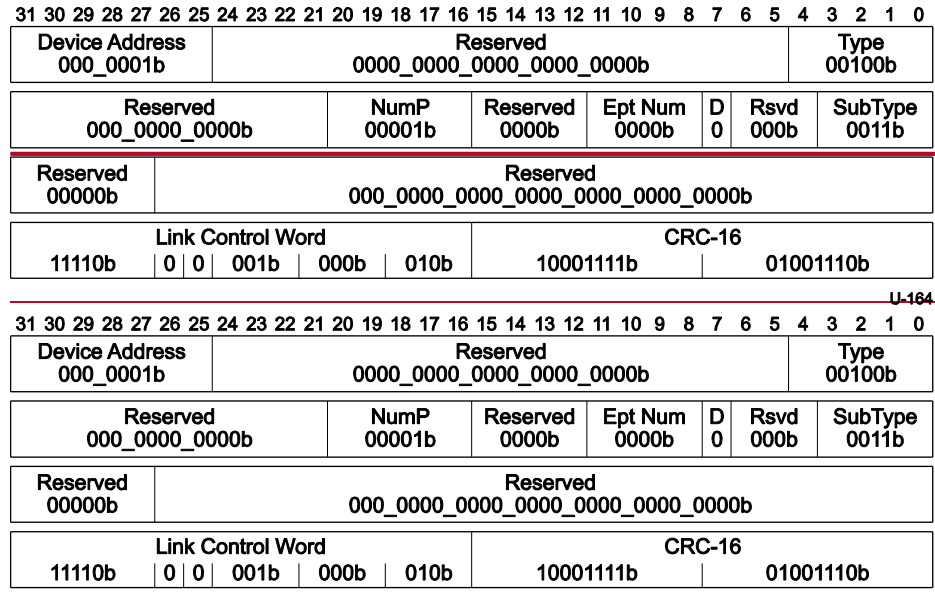 31 30 29 28 27 26 25 24 23 22 21 20 19 18 17 16 15 14 13 12 11 10 9 8 7 6 5 4 3 2 1 0
Device Address Reserved Type
000_0001b 0000_0000_0000_0000_0000b 00100b
Reserved NumP Reserved Ept Num D Rsvd SubType
000_0000_0000b 00001b 0000b 0000b 0 000b 0011b
Reserved Reserved
00000b 000_0000_0000_0000_0000_0000_0000b
Link Control Word CRC-16
11110b 0 0 001b 000b 010b 10001111b 01001110b
U-164
31 30 29 28 27 26 25 24 23 22 21 20 19 18 17 16 15 14 13 12 11 10 9 8 7 6 5 4 3 2 1 0
Device Address Reserved Type
000_0001b 0000_0000_0000_0000_0000b 00100b
Reserved NumP Reserved Ept Num D Rsvd SubType
000_0000_0000b 00001b 0000b 0000b 0 000b 0011b
Reserved Reserved
00000b 000_0000_0000_0000_0000_0000_0000b
Link Control Word CRC-16
11110b 0 0 001b 000b 010b 10001111b 01001110b